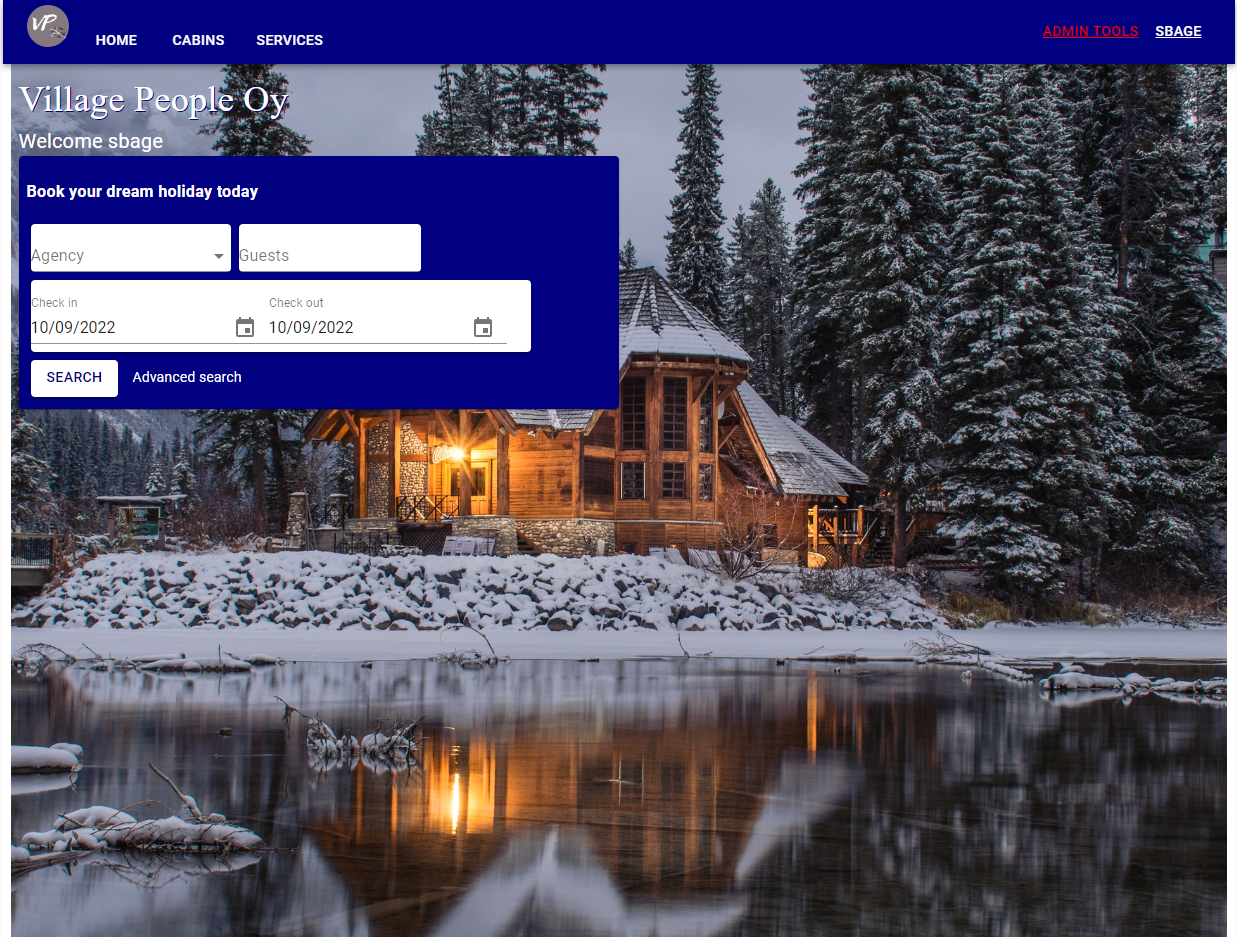 VP
HOME CABINS SERVICES
ADMIN TOOLS SBAGE
Village People Oy
Welcome sbage
Book your dream holiday today
Agency Guests
Check in Check out
10/09/2022 10/09/2022
SEARCH Advanced search